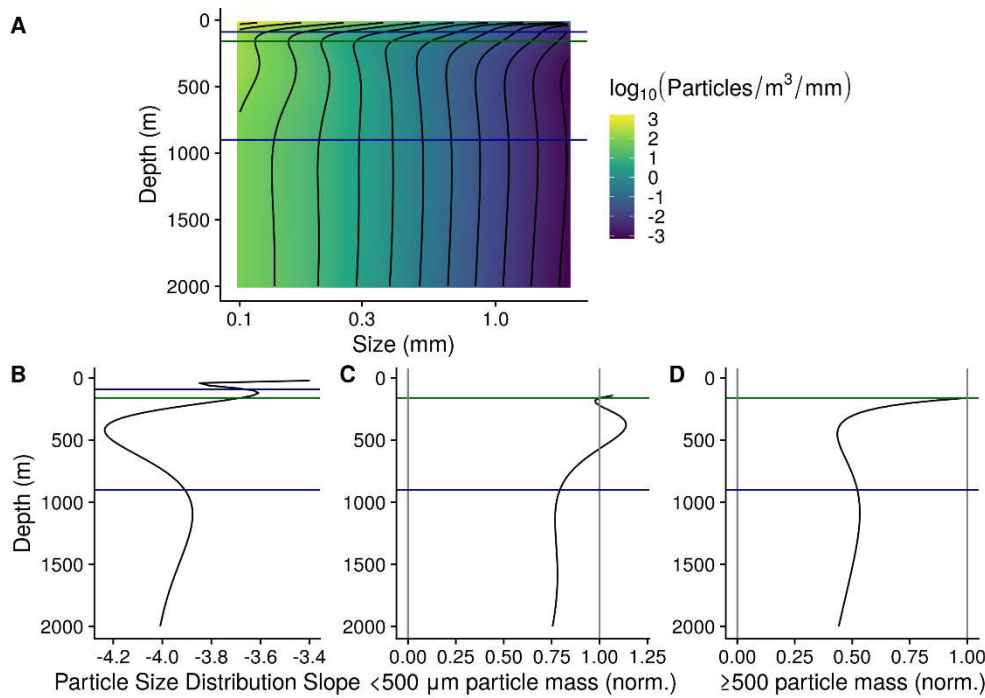 A
0
500
1000
1500
2000
Depth (m)
0.1 0.3 1.0
Size (mm)
log10(Particles/m3/mm)
3
2
1
0
-1
-2
-3
B
0
500
1000
1500
2000
Depth (m)
-4.2 -4.0 -3.8 -3.6 -3.4
Particle Size Distribution Slope
C
0
500
1000
1500
2000
0.00 0.25 0.50 0.75 1.00 1.25
<500 µm particle mass (norm.)
D
0
500
1000
1500
2000
0.00 0.25 0.50 0.75 1.00
≥500 particle mass (norm.)